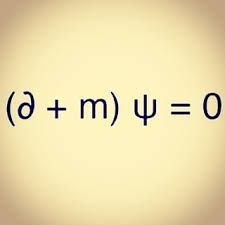 (∂ + m) ψ = 0